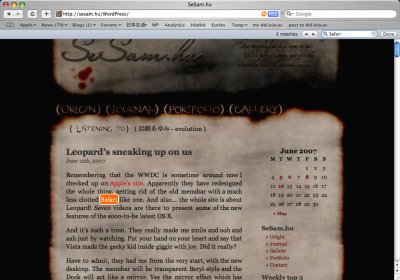 SeSam.hu
http://sesam.hu/WordPress/
Google
Apple News (79) Blog (1) Forums 日本生活 WP Amazon Kéfedő HTML CSS PHP del.icio.us post to del.icio.us
2 matches Safari Done
SeSam.hu
(ORIGIN) (JOURNAL) (PORTFOLIO) (GALLERY)
(LISTENING TO) (浜崎あゆみ - evolution)
Leopard's sneaking up on us
June 12th, 2007
Remembering that the WWDC is sometime around now I
checked up on Apple's site. Apparently they have redesigned
the whole thing, getting rid of the old menubar with a much
less clotted Safari like one. And also... the whole site is about
Leopard! Seven videos are there to present some of the new
features of the soon-to-be latest OS X.
And it's such a treat. They really made me smile and ooh and
aah just by watching. Put your hand on your heart and say that
Vista made the geeky kid inside giggle with joy. Did it really?
Have to admit, they had me from the very start, with the new
desktop. The menubar will be transparent Beryl-style and the
Dock will act like a mirror. Yes the mirror effect which has
June 2007
M T W T F S S
1 2 3
4 5 6 7 8 9 10
11 12 13 14 15 16 17
18 19 20 21 22 23 24
25 26 27 28 29 30
« May
SeSam.hu
» Origin
» Journal
» Gallery
» Portfolio
» Contact
Weekly top 5